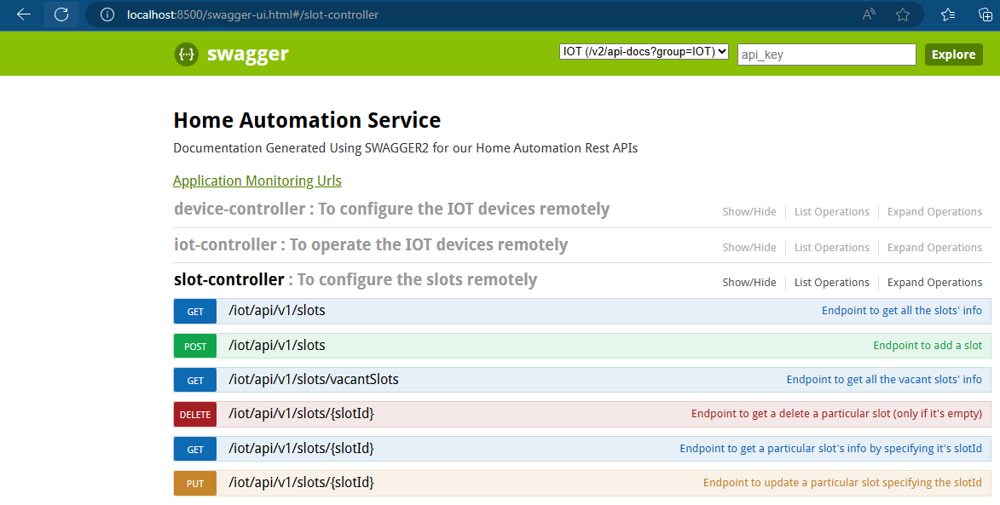 localhost:8500/swagger-ui.html#/slot-controller
{··} swagger
IOT (/v2/api-docs?group=IOT)
api_key
Explore
Home Automation Service
Documentation Generated Using SWAGGER2 for our Home Automation Rest APIs
Application Monitoring Urls
device-controller : To configure the IOT devices remotely Show/Hide List Operations Expand Operations
iot-controller : To operate the IOT devices remotely Show/Hide List Operations Expand Operations
slot-controller : To configure the slots remotely Show/Hide List Operations Expand Operations
GET /iot/api/v1/slots Endpoint to get all the slots' info
POST /iot/api/v1/slots Endpoint to add a slot
GET /iot/api/v1/slots/vacantSlots Endpoint to get all the vacant slots' info
DELETE /iot/api/v1/slots/{slotId} Endpoint to get a delete a particular slot (only if it's empty)
GET /iot/api/v1/slots/{slotId} Endpoint to get a particular slot's info by specifying it's slotId
PUT /iot/api/v1/slots/{slotId} Endpoint to update a particular slot specifying the slotId